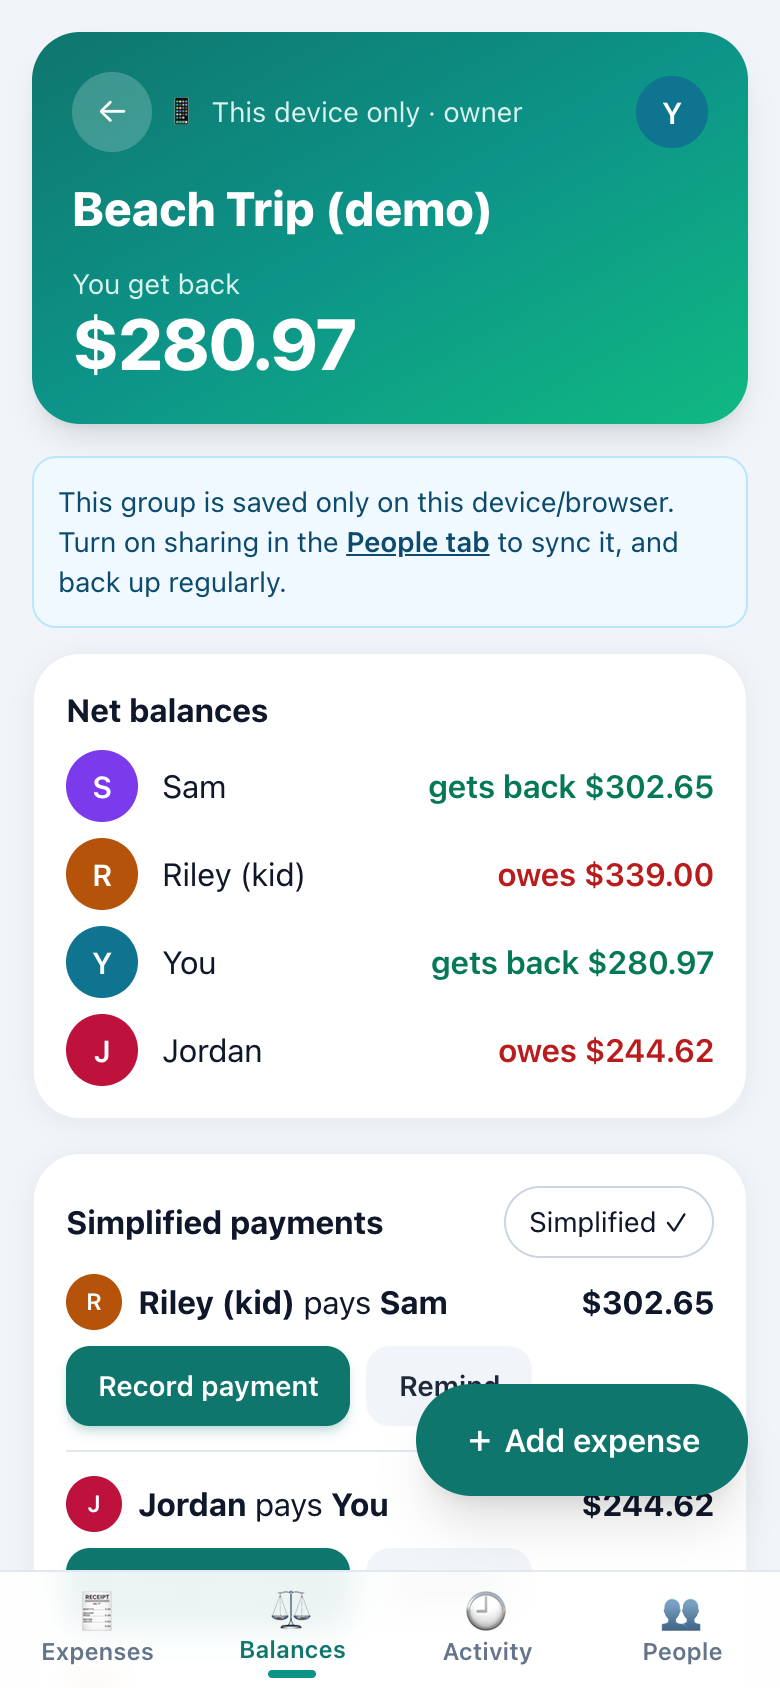 This device only · owner
Y
Beach Trip (demo)
You get back
$280.97
This group is saved only on this device/browser.
Turn on sharing in the People tab to sync it, and
back up regularly.
Net balances
S Sam gets back $302.65
R Riley (kid) owes $339.00
Y You gets back $280.97
J Jordan owes $244.62
Simplified payments Simplified ✓
R Riley (kid) pays Sam $302.65
Record payment Remind
+ Add expense
J Jordan pays You $244.62
RECEIPT
Expenses Balances Activity People